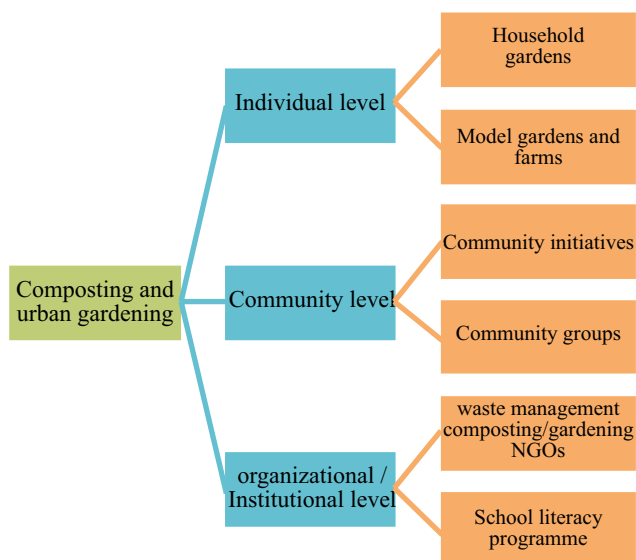 Composting and
urban gardening
Individual level
Household
gardens
Model gardens and
farms
Community level
Community initiatives
Community groups
organizational /
Institutional level
waste management
composting/gardening
NGOs
School literacy
programme